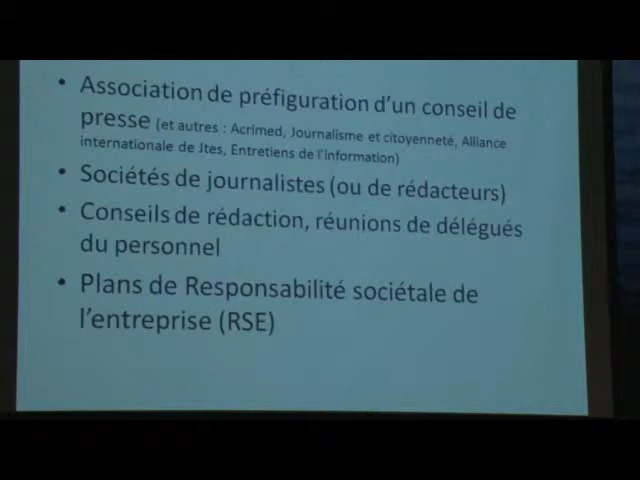 • Association de préfiguration d'un conseil de
presse (et autres : Acrimed, Journalisme et citoyenneté, Alliance
internationale de Jtes, Entretiens de l'information)
• Sociétés de journalistes (ou de rédacteurs)
• Conseils de rédaction, réunions de délégués
du personnel
• Plans de Responsabilité sociétale de
l'entreprise (RSE)